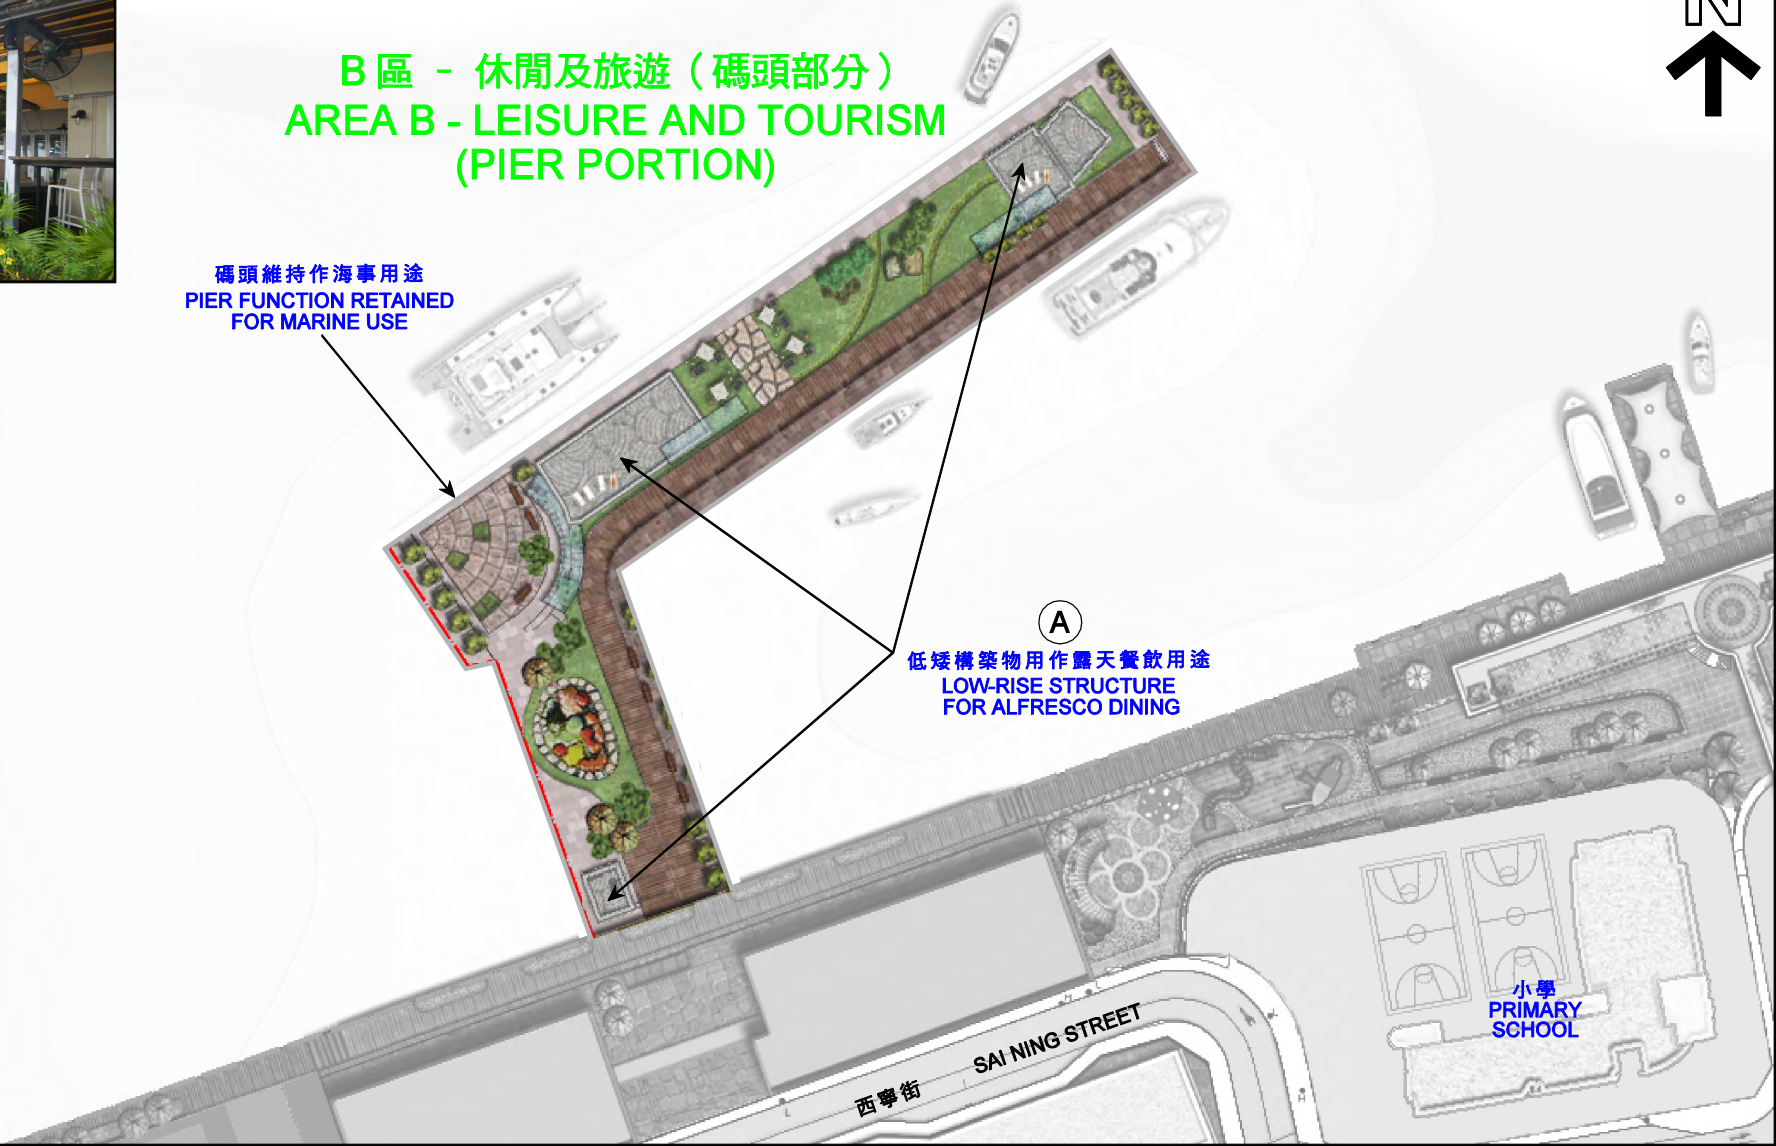 N
B區 - 休閒及旅遊（碼頭部分）
AREA B - LEISURE AND TOURISM
(PIER PORTION)
碼頭維持作海事用途
PIER FUNCTION RETAINED
FOR MARINE USE
A
低矮構築物用作露天餐飲用途
LOW-RISE STRUCTURE
FOR ALFRESCO DINING
小學
PRIMARY
SCHOOL
西寧街 SAI NING STREET